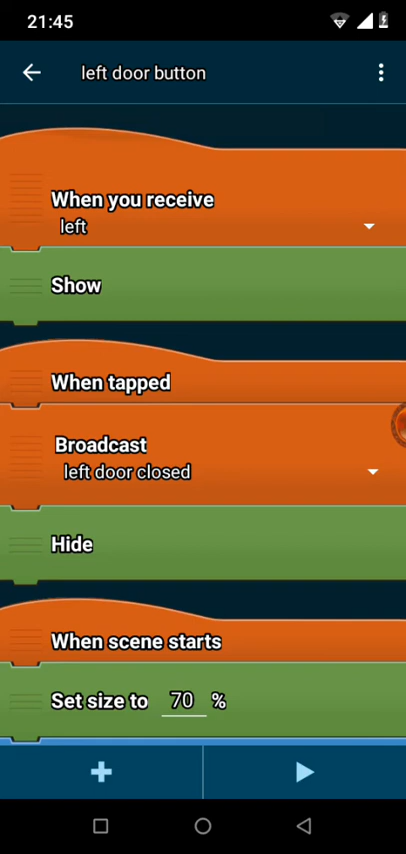 21:45
left door button
When you receive
left
Show
When tapped
Broadcast
left door closed
Hide
When scene starts
Set size to 70 %